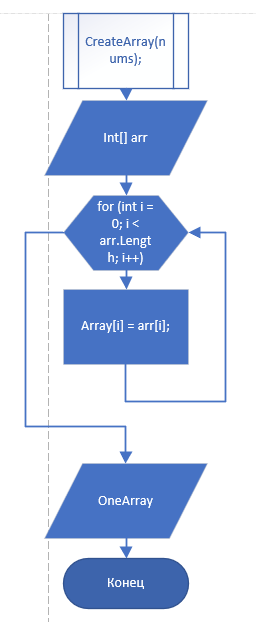 CreateArray(n
ums);
Int[] arr
for (int i =
0; i <
arr.Lengt
h; i++)
Array[i] = arr[i];
OneArray
Конец